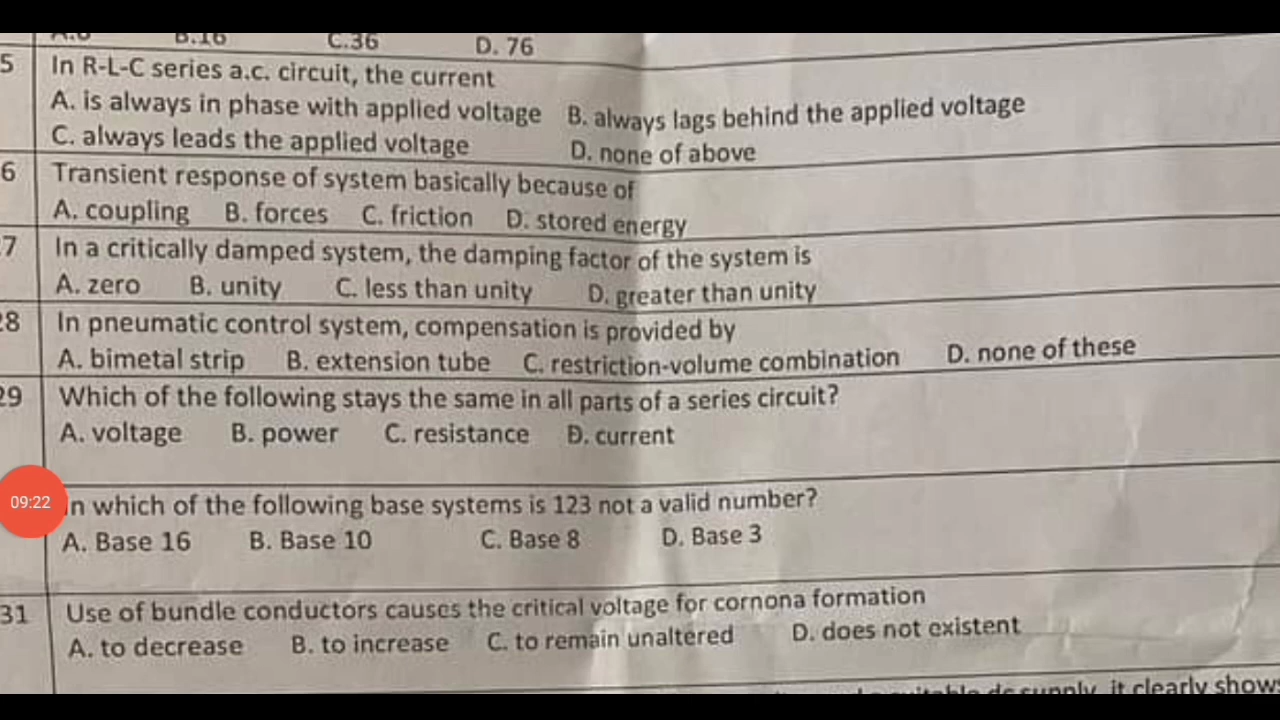 A.6 B.16 C.36 D. 76
5 In R-L-C series a.c. circuit, the current
A. is always in phase with applied voltage B. always lags behind the applied voltage
C. always leads the applied voltage D. none of above
6 Transient response of system basically because of
A. coupling B. forces C. friction D. stored energy
7 In a critically damped system, the damping factor of the system is
A. zero B. unity C. less than unity D. greater than unity
28 In pneumatic control system, compensation is provided by
A. bimetal strip B. extension tube C. restriction-volume combination D. none of these
29 Which of the following stays the same in all parts of a series circuit?
A. voltage B. power C. resistance D. current
09:22 In which of the following base systems is 123 not a valid number?
A. Base 16 B. Base 10 C. Base 8 D. Base 3
31 Use of bundle conductors causes the critical voltage for cornona formation
A. to decrease B. to increase C. to remain unaltered D. does not existent
suitable dc supply, it clearly shows